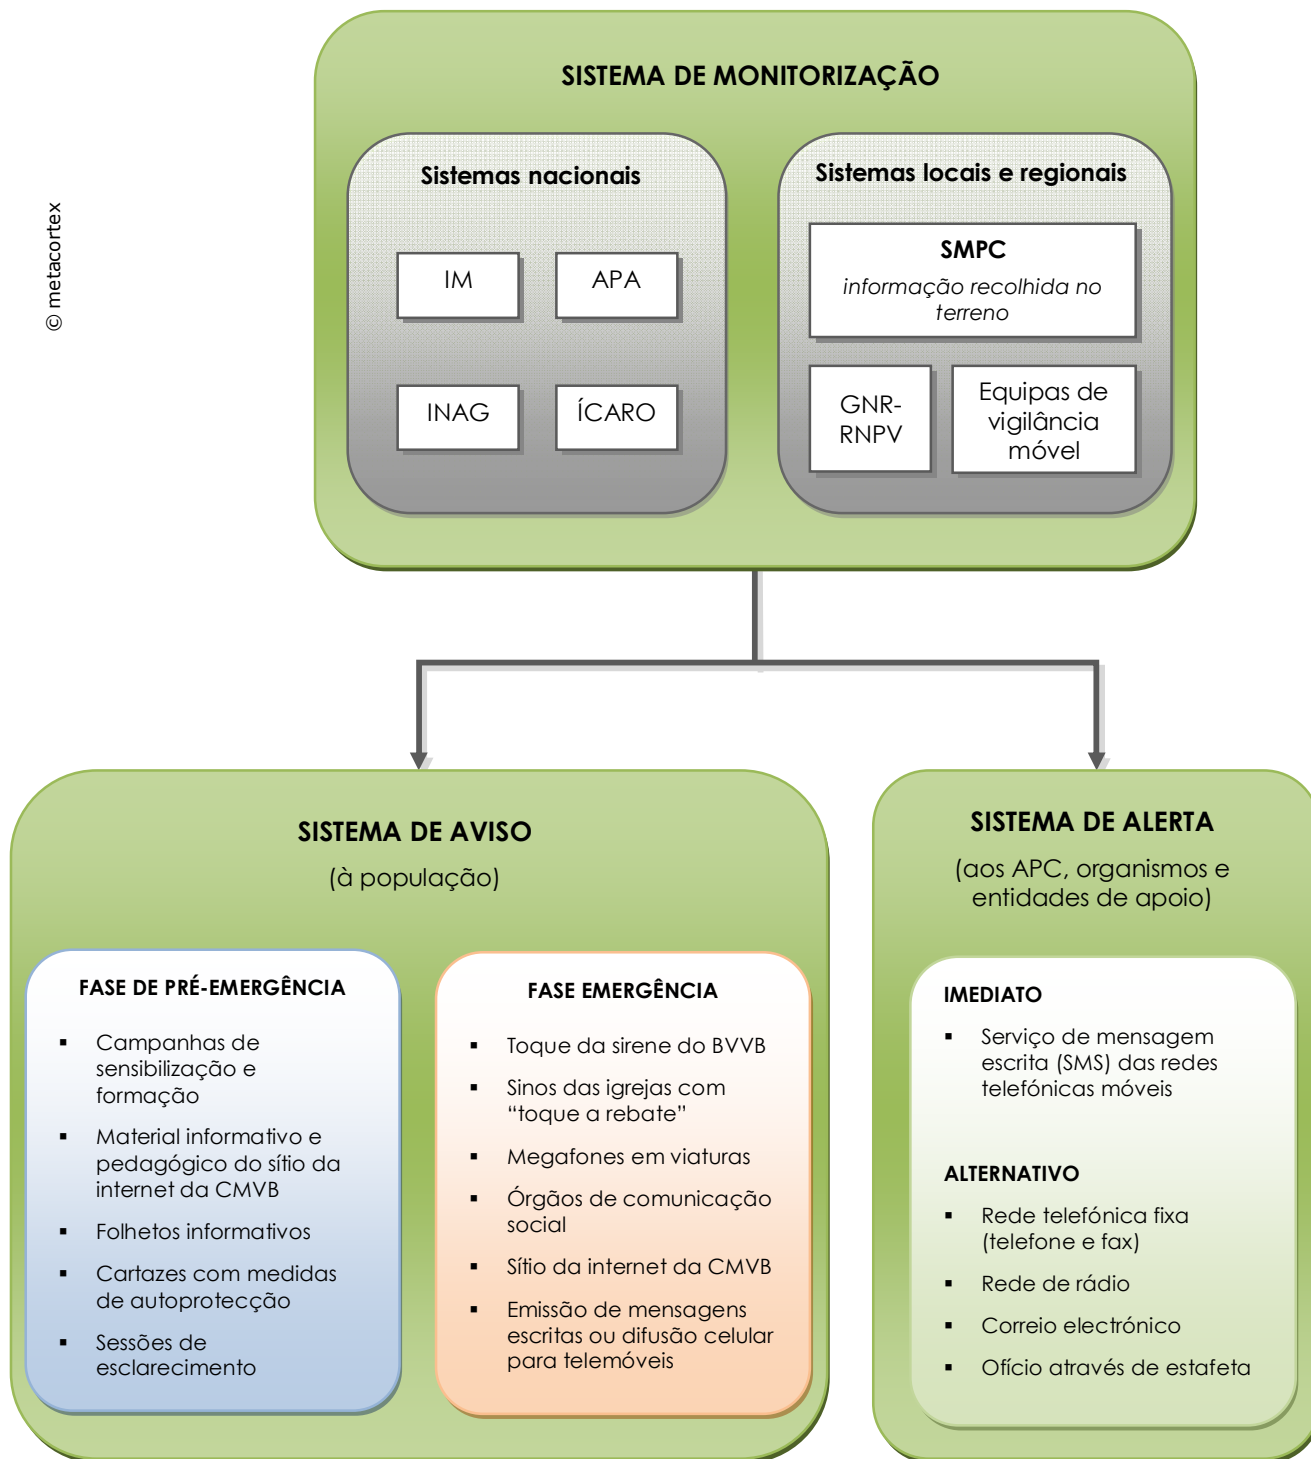 SISTEMA DE MONITORIZAÇÃO
Sistemas nacionais
IM
APA
INAG
ÍCARO
Sistemas locais e regionais
SMPC
informação recolhida no
terreno
GNR-
RNPV
Equipas de
vigilância
móvel
© metacortex
SISTEMA DE AVISO
(à população)
FASE DE PRÉ-EMERGÊNCIA
▪ Campanhas de
sensibilização e
formação
▪ Material informativo e
pedagógico do sítio da
internet da CMVB
▪ Folhetos informativos
▪ Cartazes com medidas
de autoprotecção
▪ Sessões de
esclarecimento
FASE EMERGÊNCIA
▪ Toque da sirene do BVVB
▪ Sinos das igrejas com
“toque a rebate”
▪ Megafones em viaturas
▪ Órgãos de comunicação
social
▪ Sítio da internet da CMVB
▪ Emissão de mensagens
escritas ou difusão celular
para telemóveis
SISTEMA DE ALERTA
(aos APC, organismos e
entidades de apoio)
IMEDIATO
▪ Serviço de mensagem
escrita (SMS) das redes
telefónicas móveis
ALTERNATIVO
▪ Rede telefónica fixa
(telefone e fax)
▪ Rede de rádio
▪ Correio electrónico
▪ Ofício através de estafeta